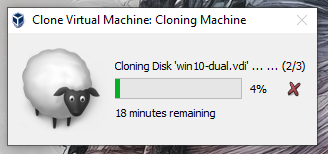 Clone Virtual Machine: Cloning Machine
Cloning Disk 'win10-dual.vdi' ... ... (2/3)
4%
18 minutes remaining